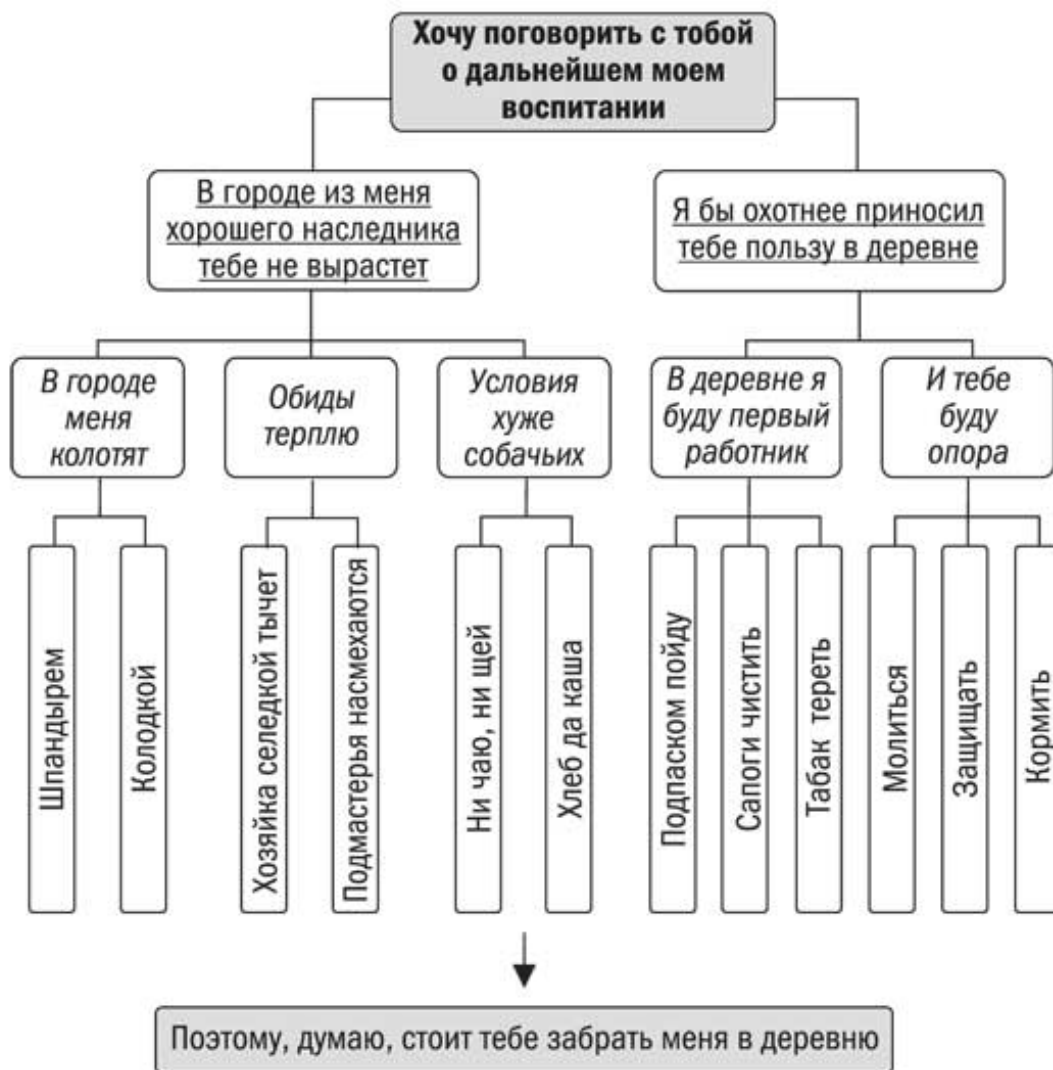 Хочу поговорить с тобой
о дальнейшем моем
воспитании
В городе из меня
хорошего наследника
тебе не вырастет
Я бы охотнее приносил
тебе пользу в деревне
В городе
меня
колотят
Обиды
терплю
Условия
хуже
собачьих
В деревне я
буду первый
работник
И тебе
буду
опора
Шпандырем
Колодкой
Хозяйка селедкой тычет
Подмастерья насмехаются
Ни чаю, ни щей
Хлеб да каша
Подпаском пойду
Сапоги чистить
Табак тереть
Молиться
Защищать
Кормить
Поэтому, думаю, стоит тебе забрать меня в деревню